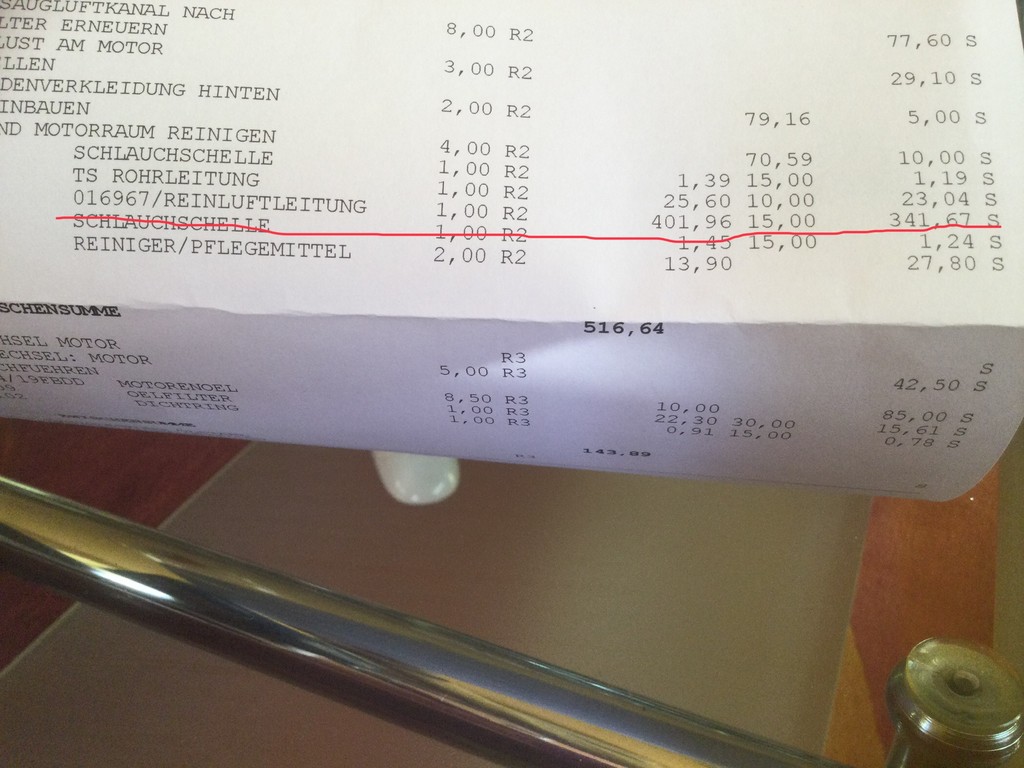 SAUGLUFTKANAL NACH
LTER ERNEUERN 8,00 R2 77,60 S
LUST AM MOTOR
LLEN 3,00 R2 29,10 S
DENVERKLEIDUNG HINTEN
INBAUEN 2,00 R2 79,16 5,00 S
ND MOTORRAUM REINIGEN 4,00 R2 70,59 10,00 S
SCHLAUCHSCHELLE 1,00 R2 1,39 15,00 1,19 S
TS ROHRLEITUNG 1,00 R2 25,60 10,00 23,04 S
016967/REINLUFTLEITUNG 1,00 R2 401,96 15,00 341,67 S
SCHLAUCHSCHELLE 1,00 R2 1,45 15,00 1,24 S
REINIGER/PFLEGEMITTEL 2,00 R2 13,90 27,80 S
SCHENSUMME 516,64
HSEL MOTOR R3 S
ECHSEL: MOTOR
CHFUEHREN 5,00 R3 42,50 S
/19FEDD MOTORENOEL 8,50 R3 10,00 85,00 S
OELFILTER 1,00 R3 22,30 30,00 15,61 S
DICHTRING 1,00 R3 0,91 15,00 0,78 S
143,89
R3 S